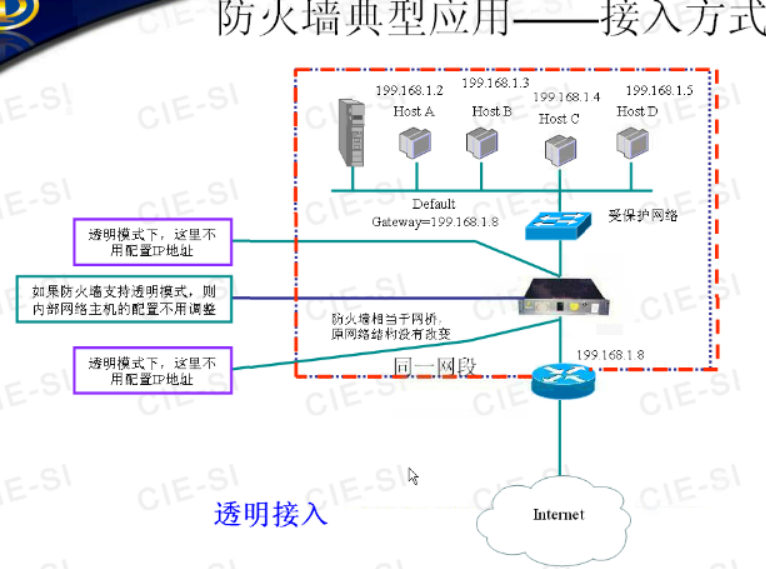 防火墙典型应用——接入方式
199.168.1.2
199.168.1.3
199.168.1.4
199.168.1.5
Host A
Host B
Host C
Host D
Default
Gateway=199.168.1.8
受保护网络
透明模式下，这里不
用配置IP地址
如果防火墙支持透明模式，则
内部网络主机的配置不用调整
防火墙相当于网桥，
原网络结构没有改变
透明模式下，这里不
用配置IP地址
199.168.1 8
同一网段
透明接入
Internet
CIE-SI